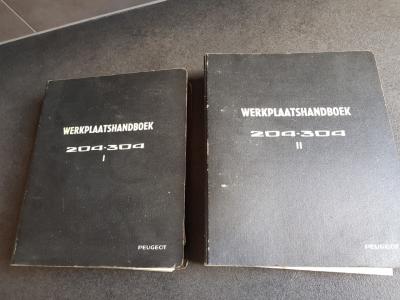 WERKPLAATSHANDBOEK
204·304
I
PEUGEOT
WERKPLAATSHANDBOEK
204·304
II
PEUGEOT